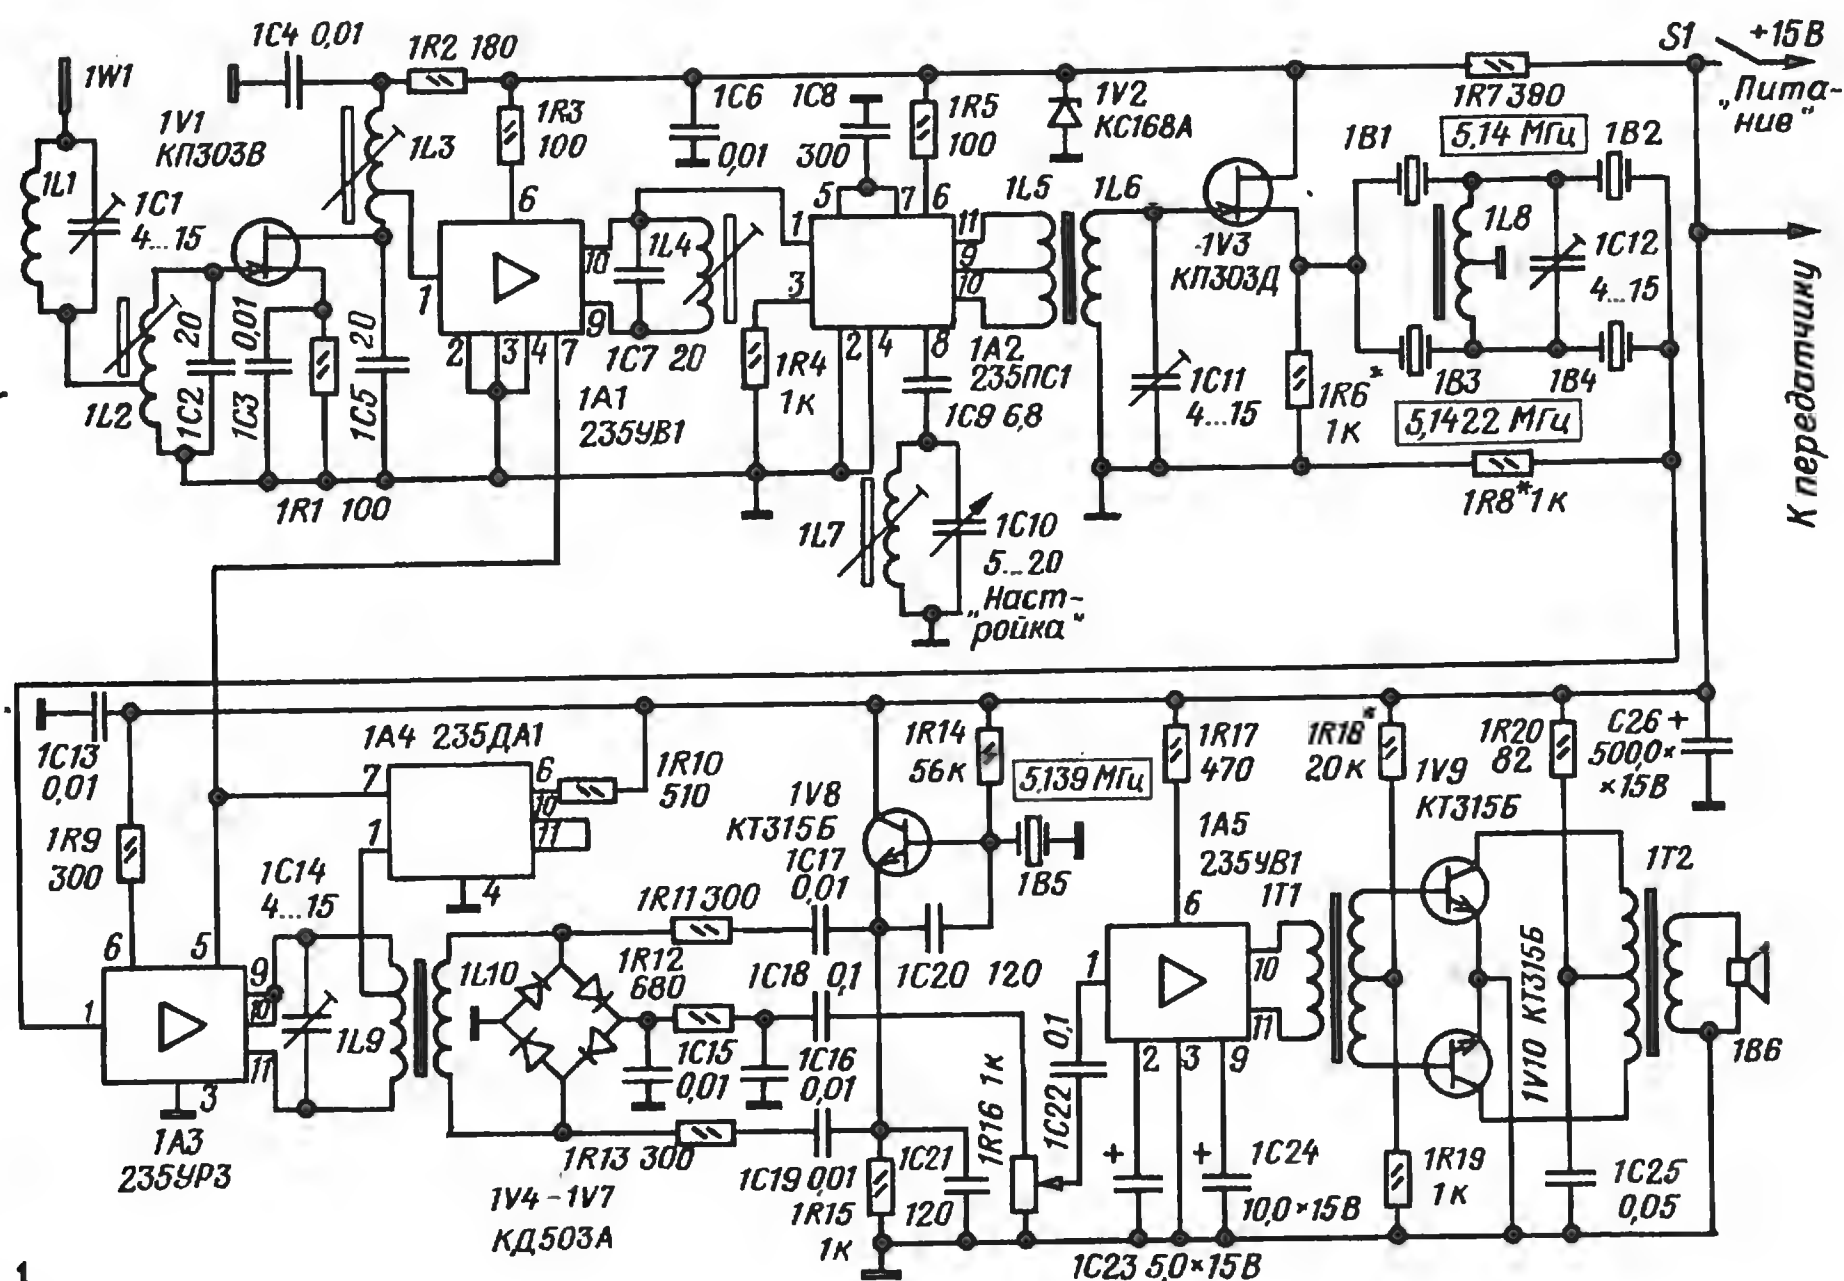 1C4 0,01
1R2 180
S1
+15В
„Пита-
ние"
1W1
1V1
КП303В
1L3
1R3
100
1C6
0,01
1C8
300
1R5
100
1V2
КС168А
1R7 390
5,14 МГц
1B1
1B2
1L1
1C1
4...15
6
5
7
6
1L5
1L6
1L8
1C12
4...15
-1V3
КП303Д
1
10
9
1L4
1
3
11
9
10
К передатчику
20
0,01
20
2
3
4
7
1C7 20
1R4
1к
2
4
8
1A2
235ПС1
1C11
4...15
1R6*
1к
1B3
1B4
5,1422 МГц
1L2
1C2
1C3
1C5
1A1
235УВ1
1C9 6,8
1R1 100
1R8* 1к
1L7
1C10
5...20
„Наст-
ройка"
1C13
0,01
1A4 235ДА1
7
1
6
10
11
4
1R10
510
1R14
56к
5,139 МГц
1R17
470
1R18*
20к
1V9
КТ315Б
1R20
82
C26 +
500,0×
×15В
1R9
300
1V8
КТ315Б
1C17
0,01
1B5
1A5
235УВ1
1T1
1T2
1C14
4...15
1R11 300
6
5
9
10
11
1
3
1L9
1L10
1R12
680
1C18 0,1
1C20 120
1
6
10
11
2
3
9
1V10 КТ315Б
1B6
1C15
0,01
1C16
0,01
1R16 1к
1C22 0,1
1A3
235УР3
1R13 300
1V4-1V7
КД503А
1C19 0,01
1R15
1к
1C21
120
+
+
1C24
10,0×15В
1R19
1к
1C25
0,05
1C23 5,0×15В
1